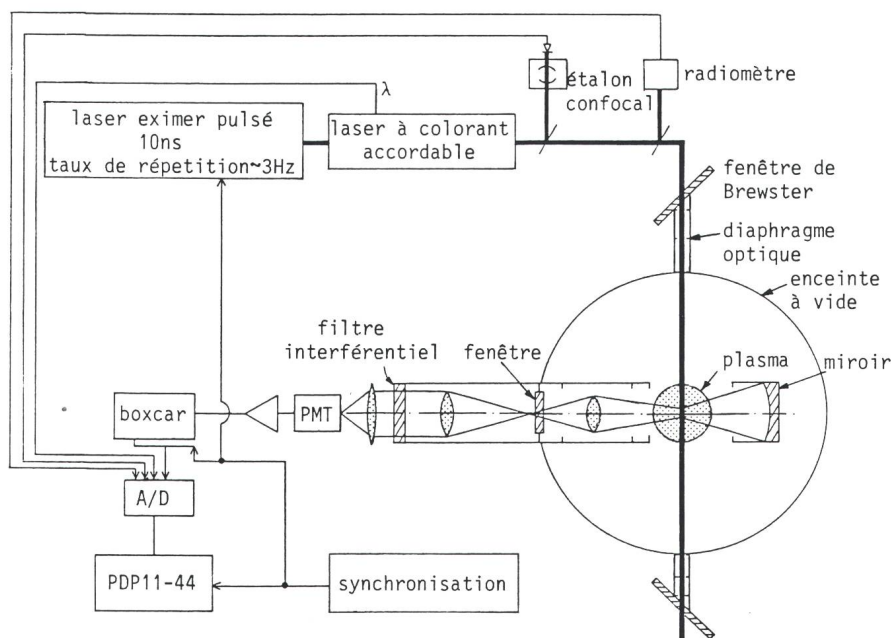 laser eximer pulsé
10ns
taux de répetition~3Hz
λ
laser à colorant
accordable
étalon
confocal
radiomètre
fenêtre de
Brewster
diaphragme
optique
enceinte
à vide
filtre
interférentiel
fenêtre
plasma
miroir
boxcar
PMT
A/D
PDP11-44
synchronisation